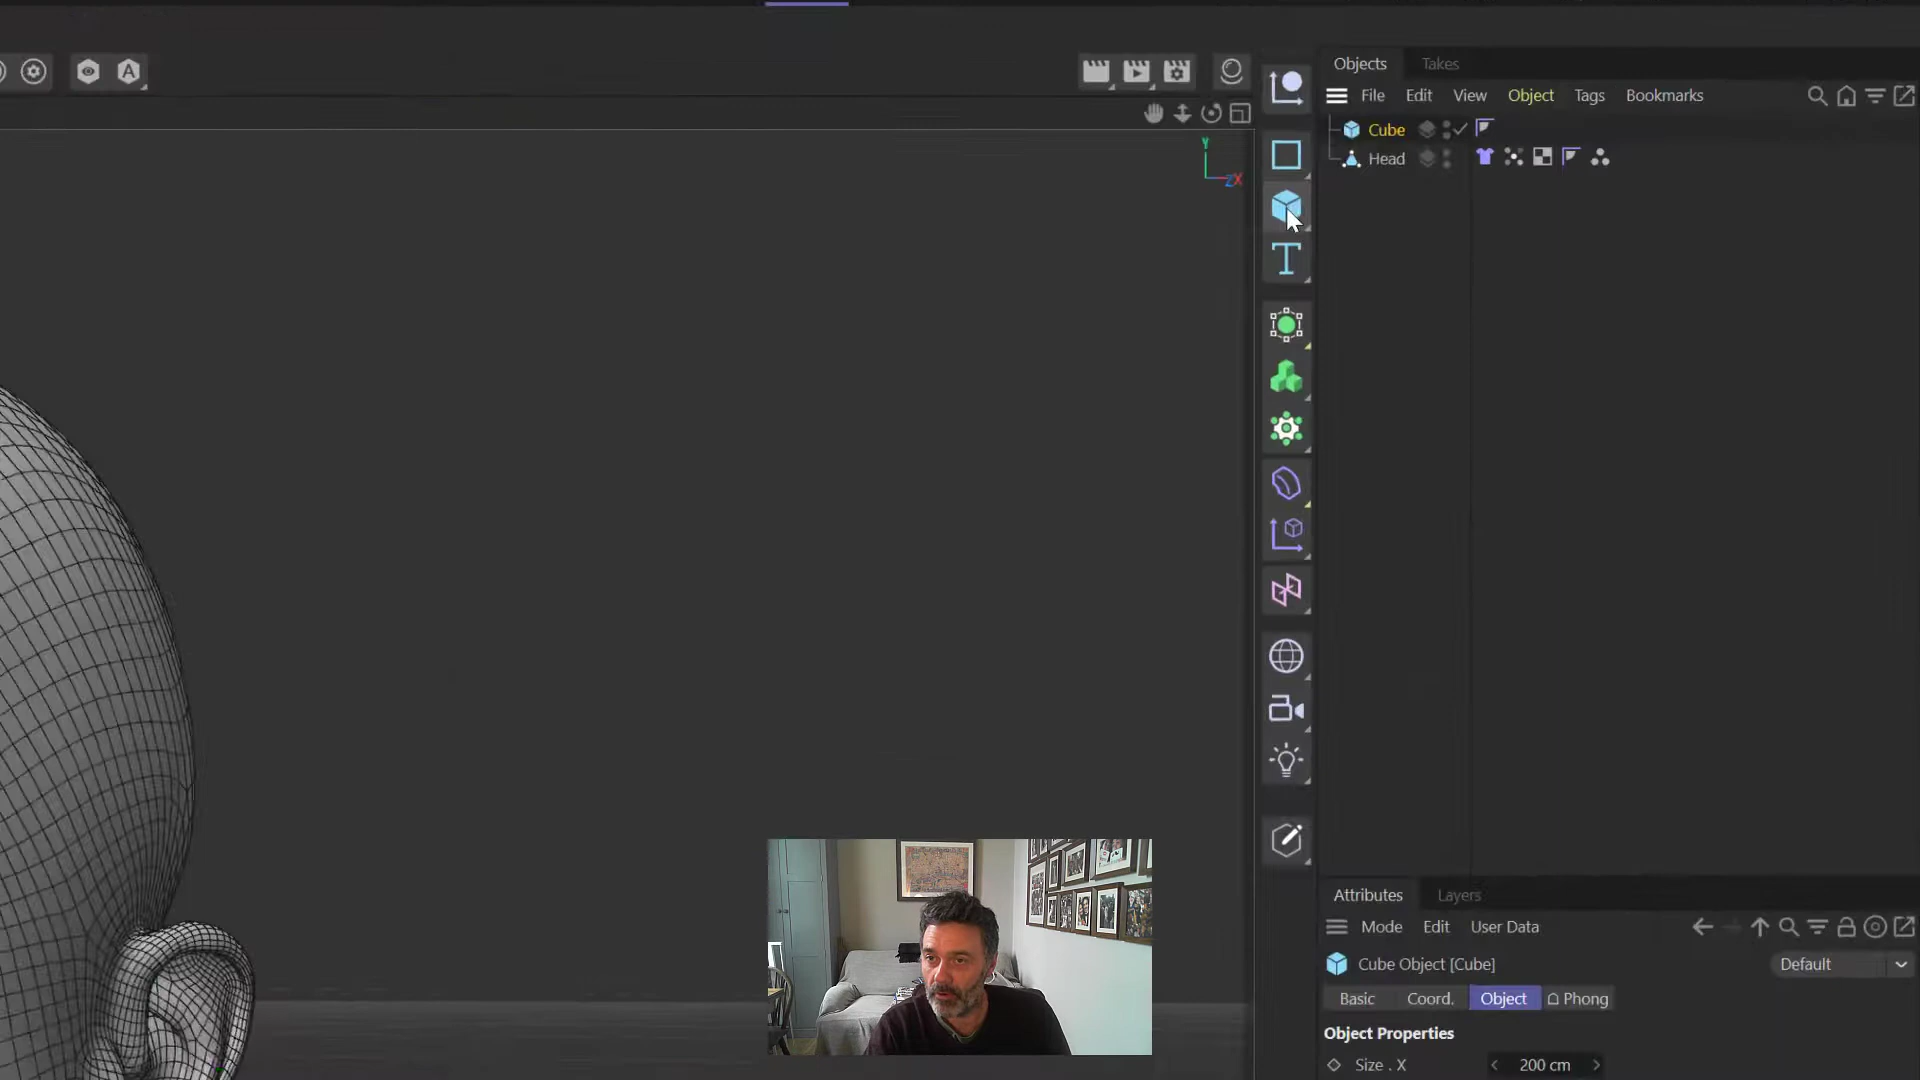 Objects Takes
File Edit View Object Tags Bookmarks
Cube
Head
Y
Z X
A
T
Attributes Layers
Mode Edit User Data
Cube Object [Cube] Default
Basic Coord. Object Phong
Object Properties
Size . X 200 cm